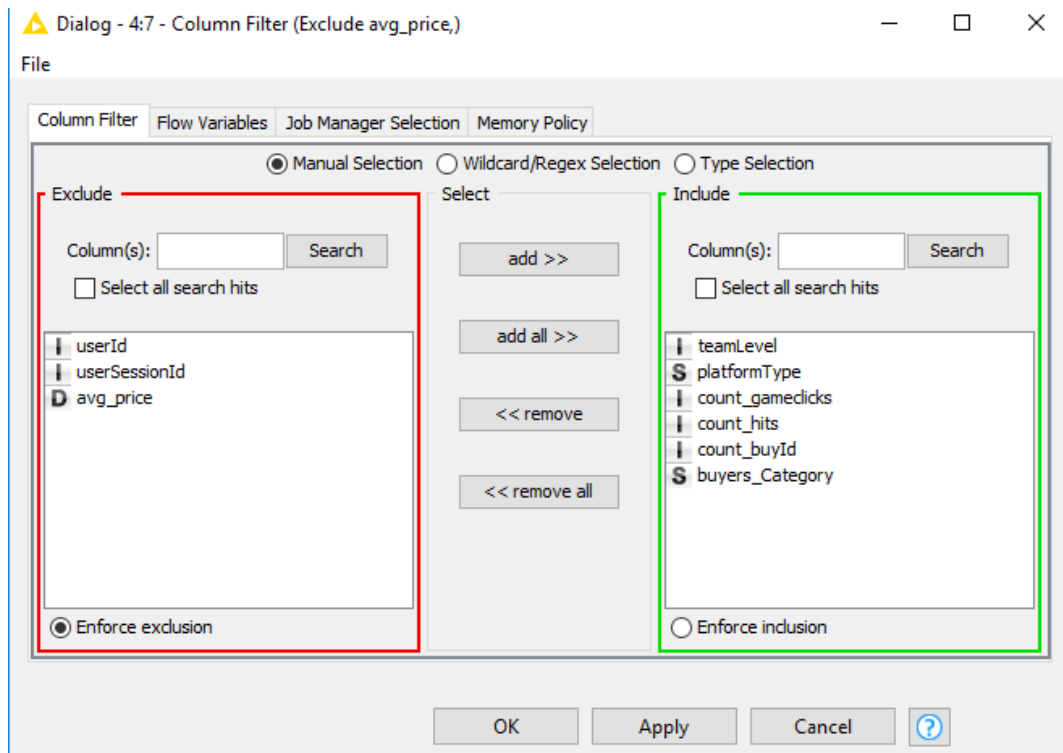 Dialog - 4:7 - Column Filter (Exclude avg_price,)
File
Column Filter Flow Variables Job Manager Selection Memory Policy
Manual Selection Wildcard/Regex Selection Type Selection
Exclude
Column(s): Search
Select all search hits
I userId
I userSessionId
D avg_price
Enforce exclusion
Select
add >>
add all >>
<< remove
<< remove all
Include
Column(s): Search
Select all search hits
I teamLevel
S platformType
I count_gameclicks
I count_hits
I count_buyId
S buyers_Category
Enforce inclusion
OK Apply Cancel ?